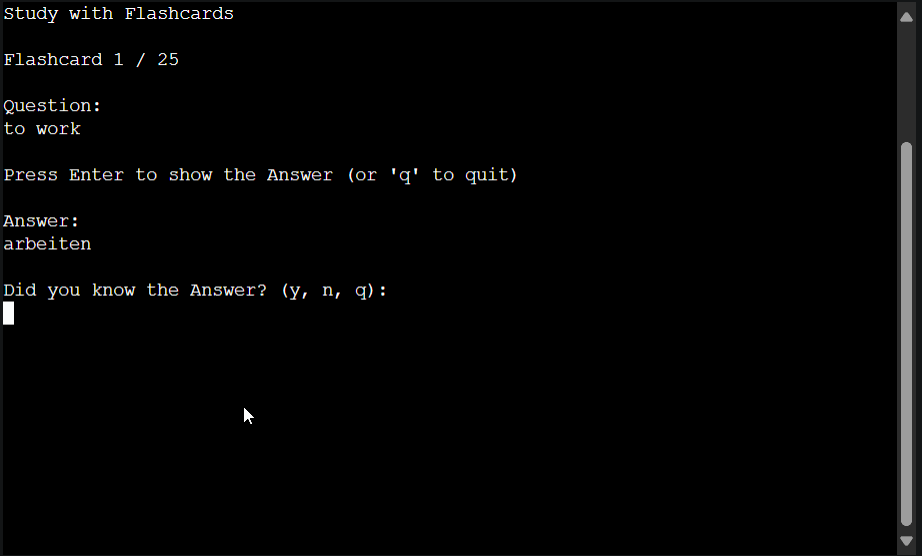 Study with Flashcards
Flashcard 1 / 25
Question:
to work
Press Enter to show the Answer (or 'q' to quit)
Answer:
arbeiten
Did you know the Answer? (y, n, q):